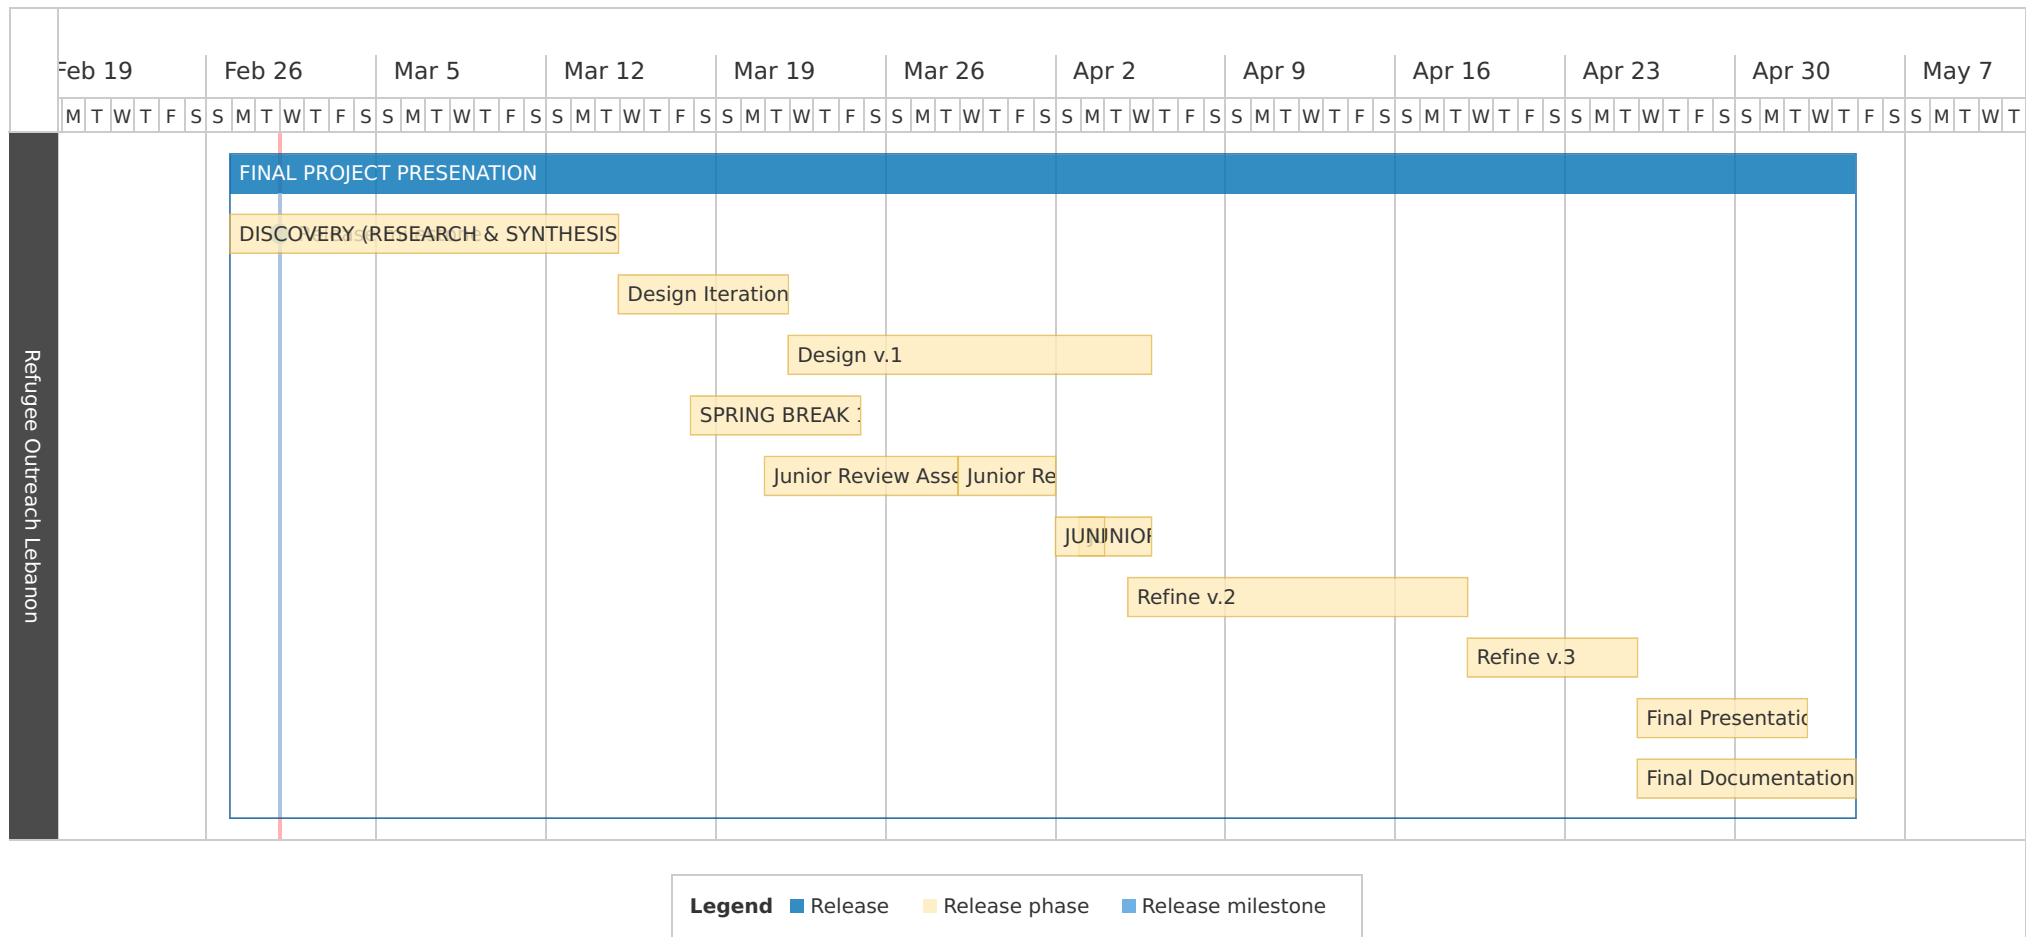 Feb 19 Feb 26 Mar 5 Mar 12 Mar 19 Mar 26 Apr 2 Apr 9 Apr 16 Apr 23 Apr 30 May 7
M T W T F S S M T W T F S S M T W T F S S M T W T F S S M T W T F S S M T W T F S S M T W T F S S M T W T F S S M T W T F S S M T W T F S S M T W T F S S M T W T
Refugee Outreach Lebanon
FINAL PROJECT PRESENATION
DISCOVERY (RESEARCH & SYNTHESIS
Design Iteration
Design v.1
SPRING BREAK
Junior Review Asse Junior Re
Refine v.2
Refine v.3
Final Presentatio
Final Documentation
Legend Release Release phase Release milestone